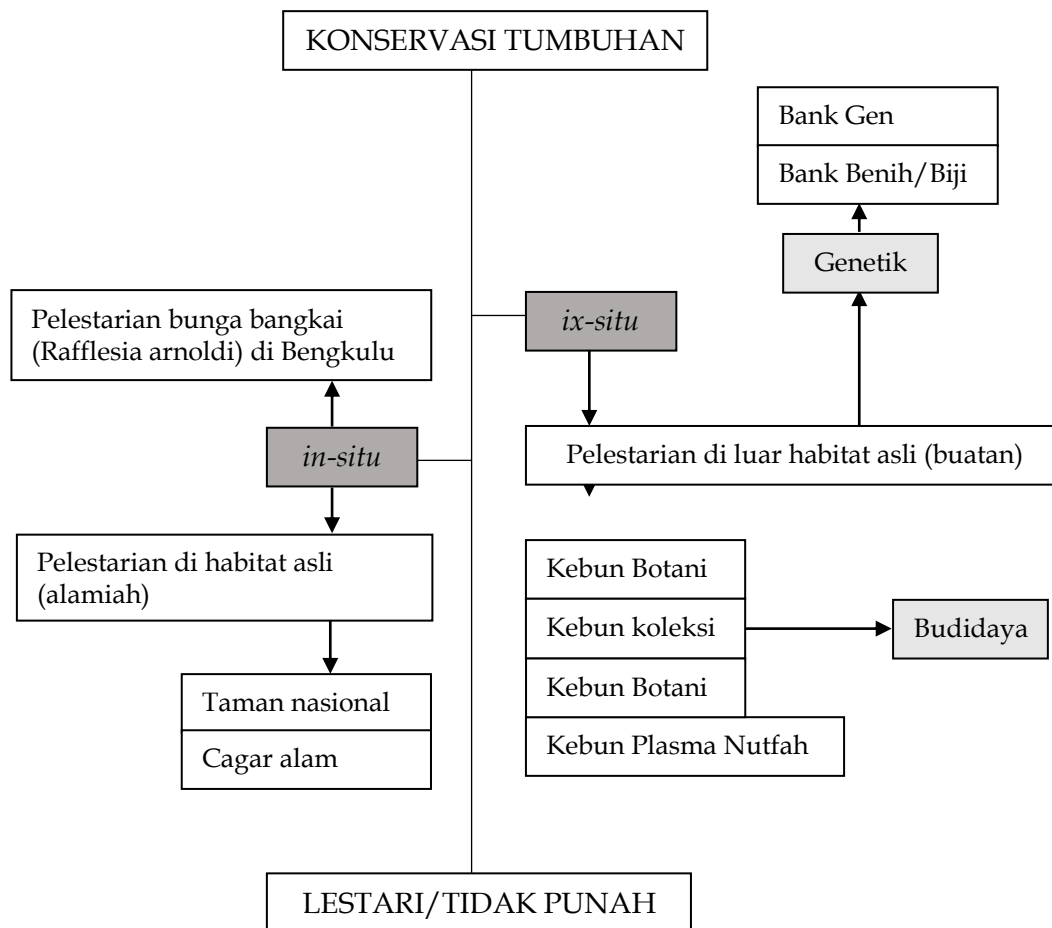 KONSERVASI TUMBUHAN
Bank Gen
Bank Benih/Biji
Genetik
ix-situ
Pelestarian bunga bangkai
(Rafflesia arnoldi) di Bengkulu
in-situ
Pelestarian di luar habitat asli (buatan)
Pelestarian di habitat asli
(alamiah)
Kebun Botani
Kebun koleksi
Budidaya
Kebun Botani
Kebun Plasma Nutfah
Taman nasional
Cagar alam
LESTARI/TIDAK PUNAH